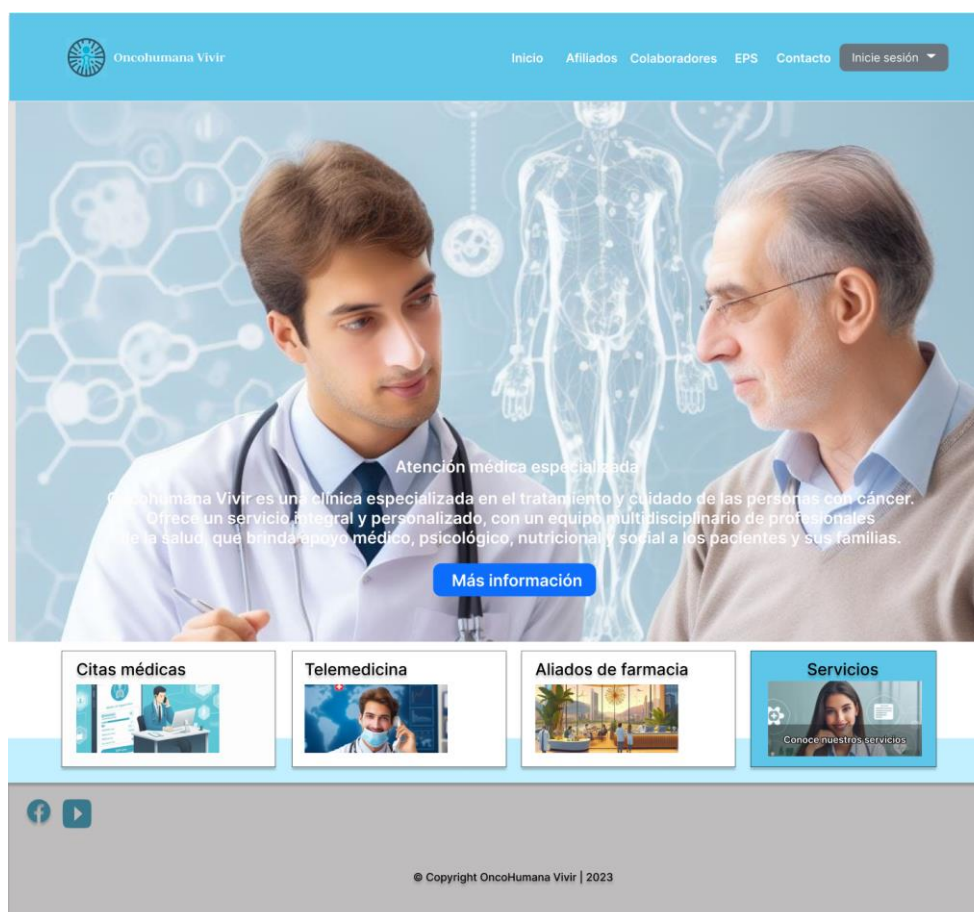 Oncohumana Vivir
Inicio Afiliados Colaboradores EPS Contacto Inicie sesión
Atención médica especializada
Oncohumana Vivir es una clínica especializada en el tratamiento y cuidado de las personas con cáncer.
Ofrece un servicio integral y personalizado, con un equipo multidisciplinario de profesionales
de la salud, que brinda apoyo médico, psicológico, nutricional y social a los pacientes y sus familias.
Más información
Citas médicas
Telemedicina
Aliados de farmacia
Servicios
Conoce nuestros servicios
© Copyright OncoHumana Vivir | 2023